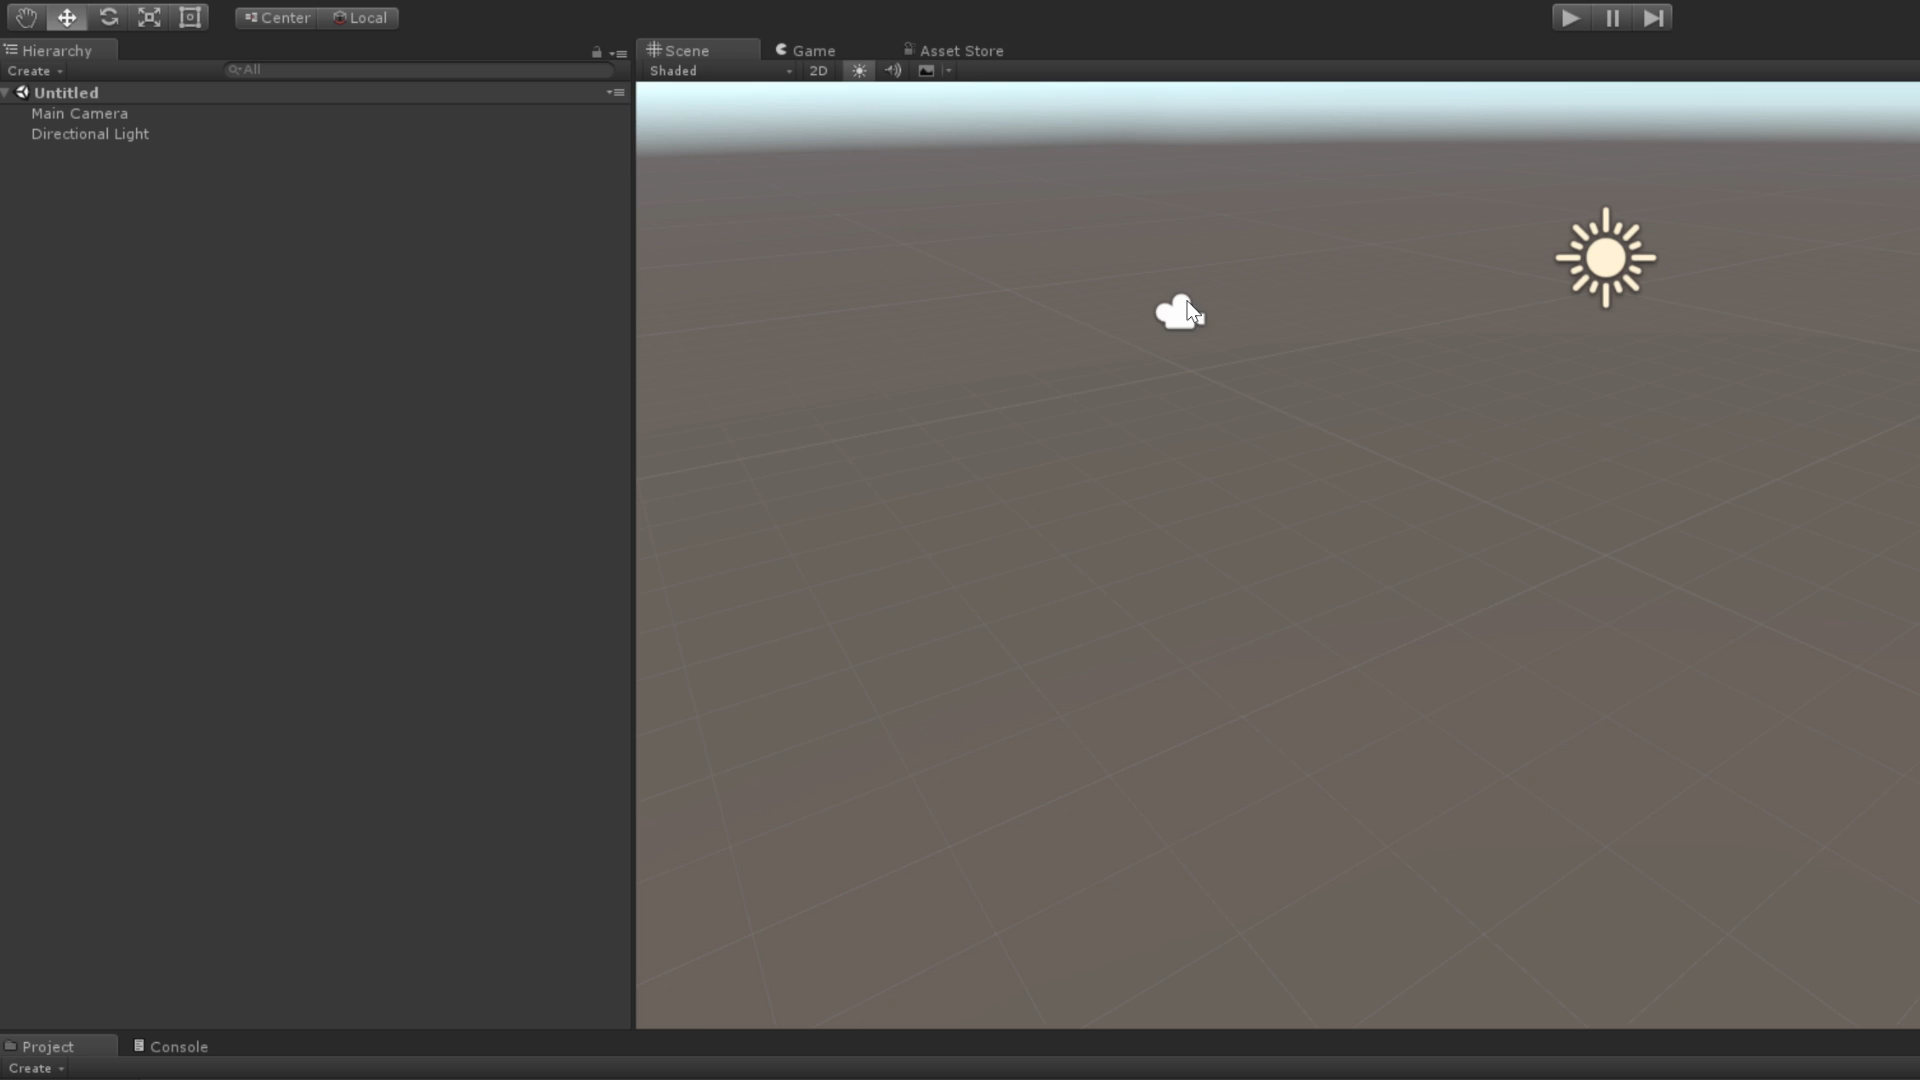 Center Local
Hierarchy Scene Game Asset Store
Create All Shaded 2D
Untitled
Main Camera
Directional Light
Project Console
Create